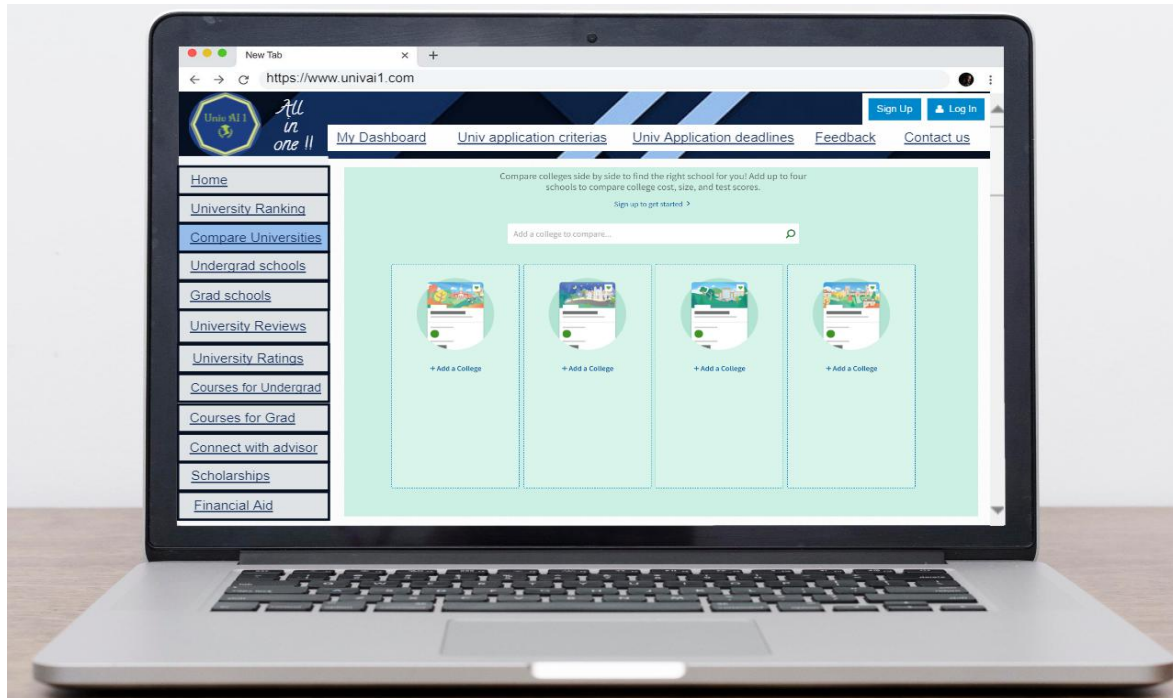 New Tab
https://www.univai1.com
Univ AI 1
All
in
one !!
Sign Up
Log In
My Dashboard
Univ application criterias
Univ Application deadlines
Feedback
Contact us
Home
University Ranking
Compare Universities
Undergrad schools
Grad schools
University Reviews
University Ratings
Courses for Undergrad
Courses for Grad
Connect with advisor
Scholarships
Financial Aid
Compare colleges side by side to find the right school for you! Add up to four
schools to compare college cost, size, and test scores.
Sign up to get started >
Add a college to compare...
+ Add a College
+ Add a College
+ Add a College
+ Add a College